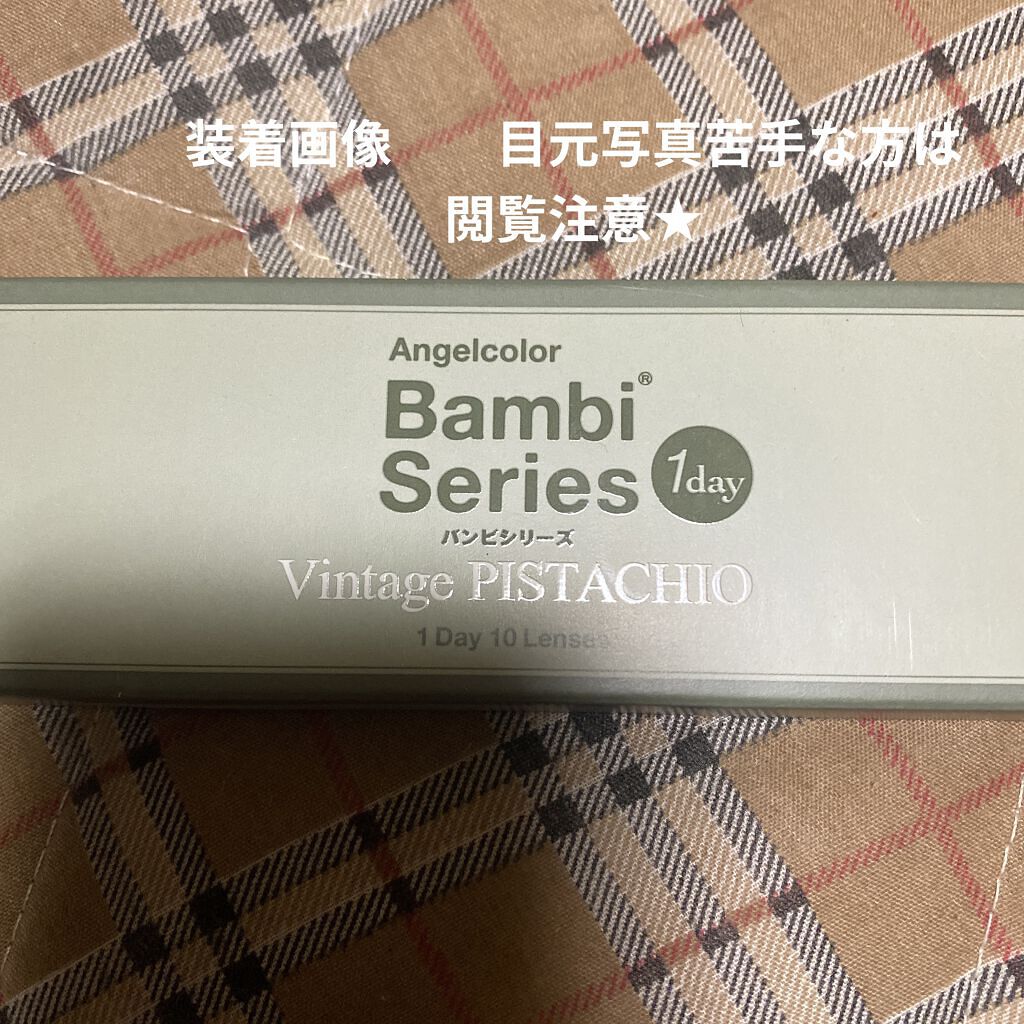 装着画像 目元写真苦手な方は
閲覧注意★
Angelcolor
Bambi®
Series 1day
バンビシリーズ
Vintage PISTACHIO
1 Day 10 Lenses